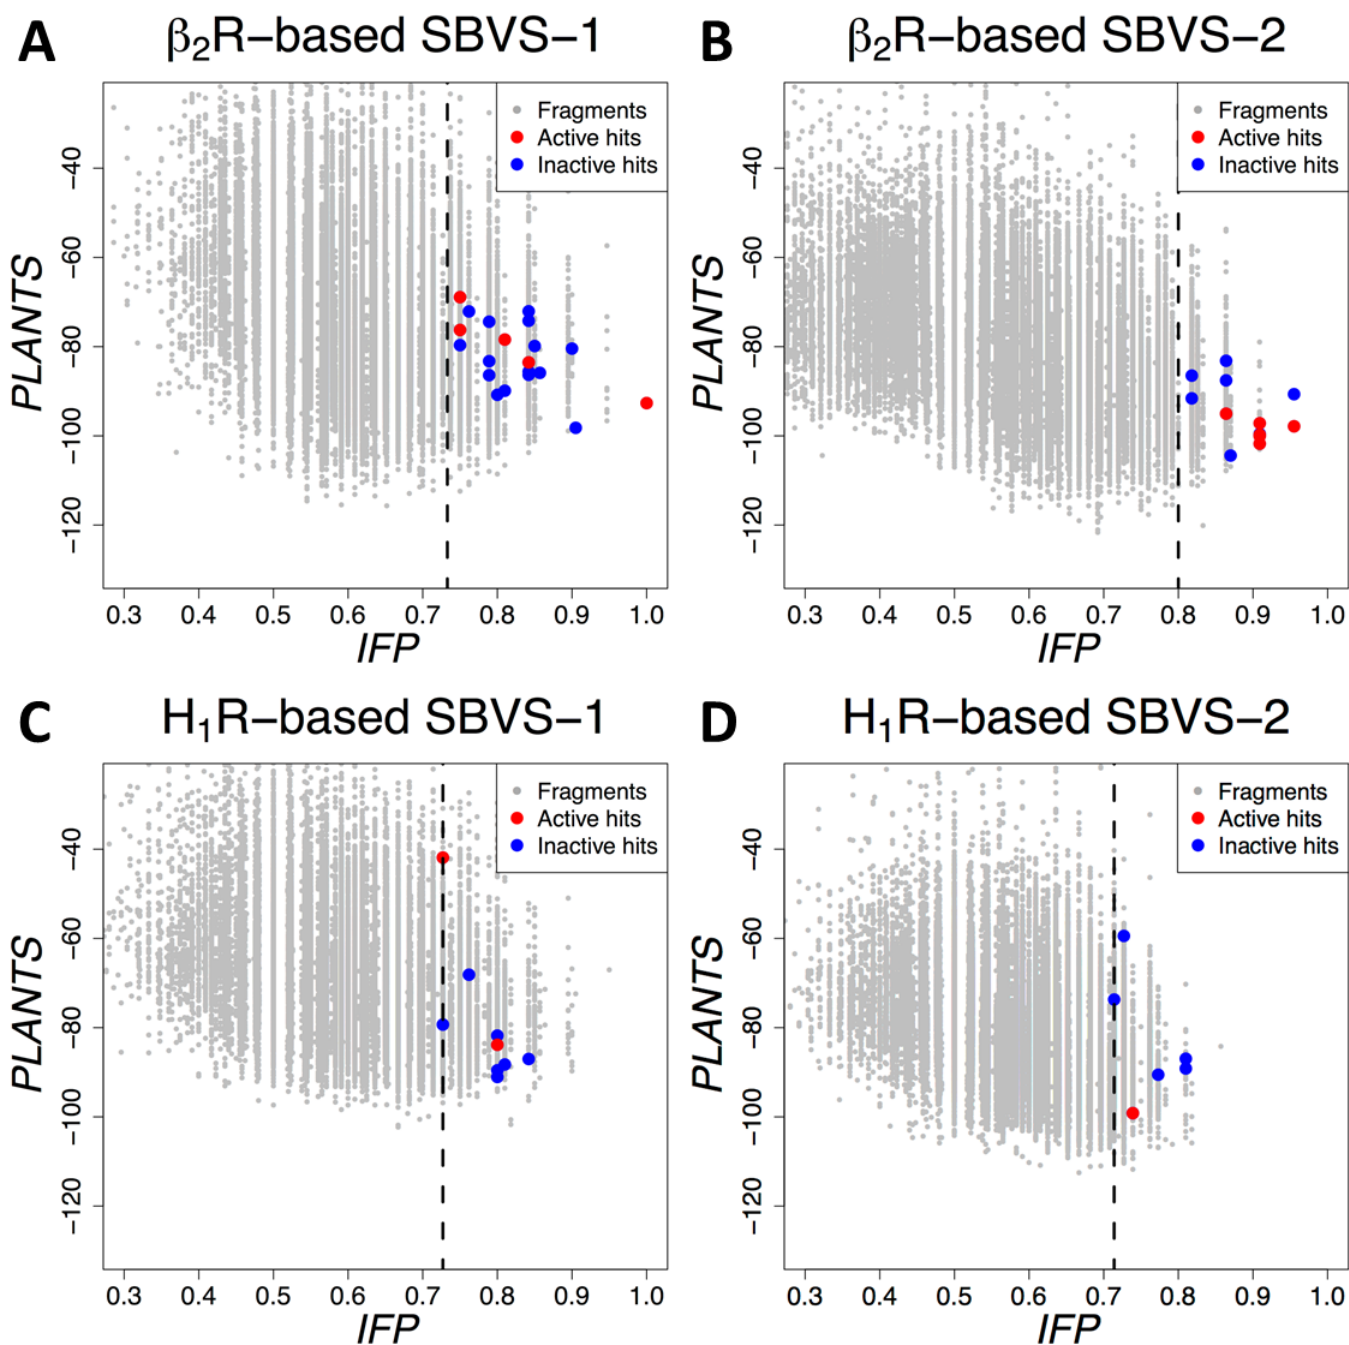 A
β₂R−based SBVS−1
Fragments
Active hits
Inactive hits
PLANTS
−40
−60
−80
−100
−120
0.3 0.4 0.5 0.6 0.7 0.8 0.9 1.0
IFP
B
β₂R−based SBVS−2
Fragments
Active hits
Inactive hits
PLANTS
−40
−60
−80
−100
−120
0.3 0.4 0.5 0.6 0.7 0.8 0.9 1.0
IFP
C
H₁R−based SBVS−1
Fragments
Active hits
Inactive hits
PLANTS
−40
−60
−80
−100
−120
0.3 0.4 0.5 0.6 0.7 0.8 0.9 1.0
IFP
D
H₁R−based SBVS−2
Fragments
Active hits
Inactive hits
PLANTS
−40
−60
−80
−100
−120
0.3 0.4 0.5 0.6 0.7 0.8 0.9 1.0
IFP